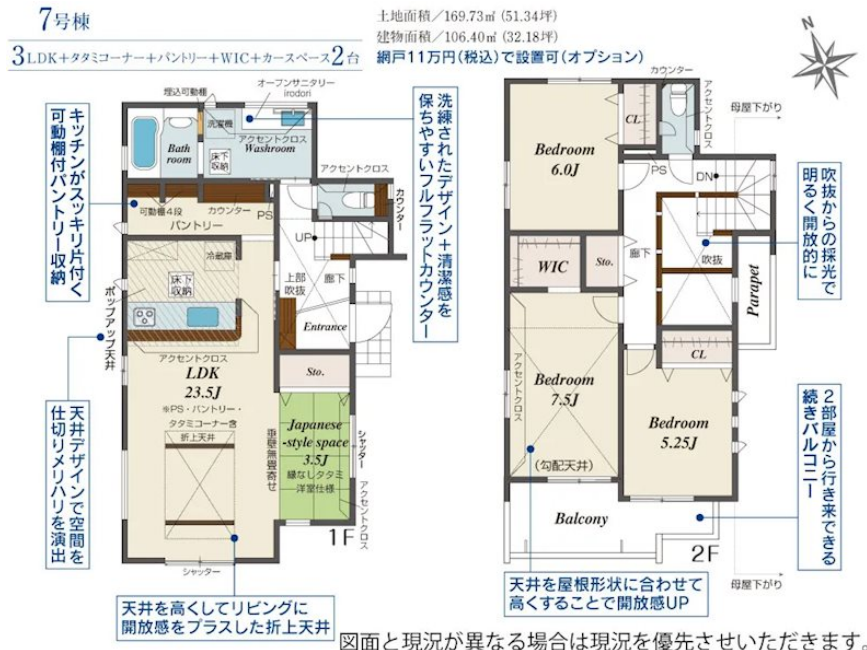 7号棟
3LDK+タタミコーナー+パントリー+WIC+カースペース2台
土地面積/169.73㎡(51.34坪)
建物面積/106.40㎡(32.18坪)
網戸11万円(税込)で設置可(オプション)
N
キッチンがスッキリ片付く
可動棚付パントリー収納
埋込可動棚
オープンサニタリー
irodori
洗濯機
アクセントクロス
Bath
room
Washroom
床下
収納
洗練されたデザイン+清潔感を
保ちやすいフルフラットカウンター
アクセントクロス
カウンター
可動棚4段
カウンター
PS
パントリー
UP
冷蔵庫
床下
収納
上部
吹抜
廊下
Entrance
ポップアップ天井
アクセントクロス
LDK
23.5J
※PS・パントリー・
タタミコーナー含
折上天井
垂壁無畳寄せ
Sto.
Japanese
-style space
3.5J
縁なしタタミ
洋室仕様
シャッター
アクセントクロス
1F
シャッター
天井デザインで空間を
仕切りメリハリを演出
天井を高くしてリビングに
開放感をプラスした折上天井
カウンター
アクセントクロス
母屋下がり
Bedroom
6.0J
CL
PS
DN
吹抜
廊下
吹抜からの採光で
明るく開放的に
WIC
Sto.
Parapet
アクセントクロス
Bedroom
7.5J
(勾配天井)
CL
Bedroom
5.25J
2部屋から行き来できる
続きバルコニー
Balcony
2F
母屋下がり
天井を屋根形状に合わせて
高くすることで開放感UP
図面と現況が異なる場合は現況を優先させいただきます。